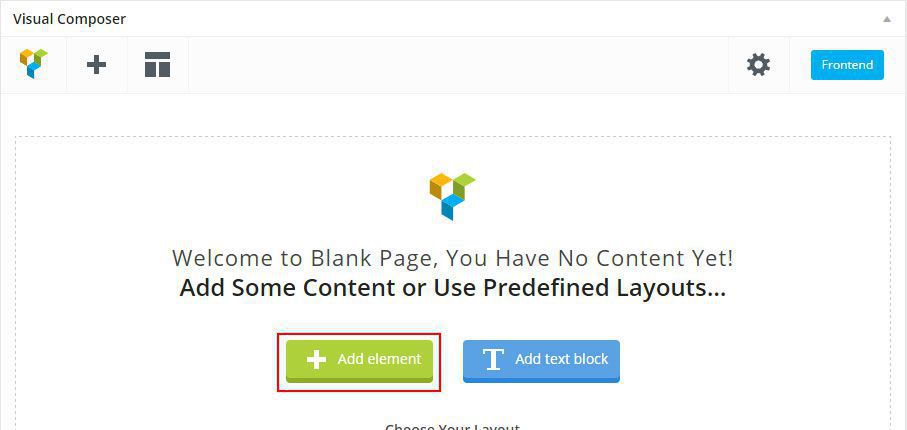 Visual Composer
Frontend
Welcome to Blank Page, You Have No Content Yet!
Add Some Content or Use Predefined Layouts...
Add element
Add text block
Choose Your Layout